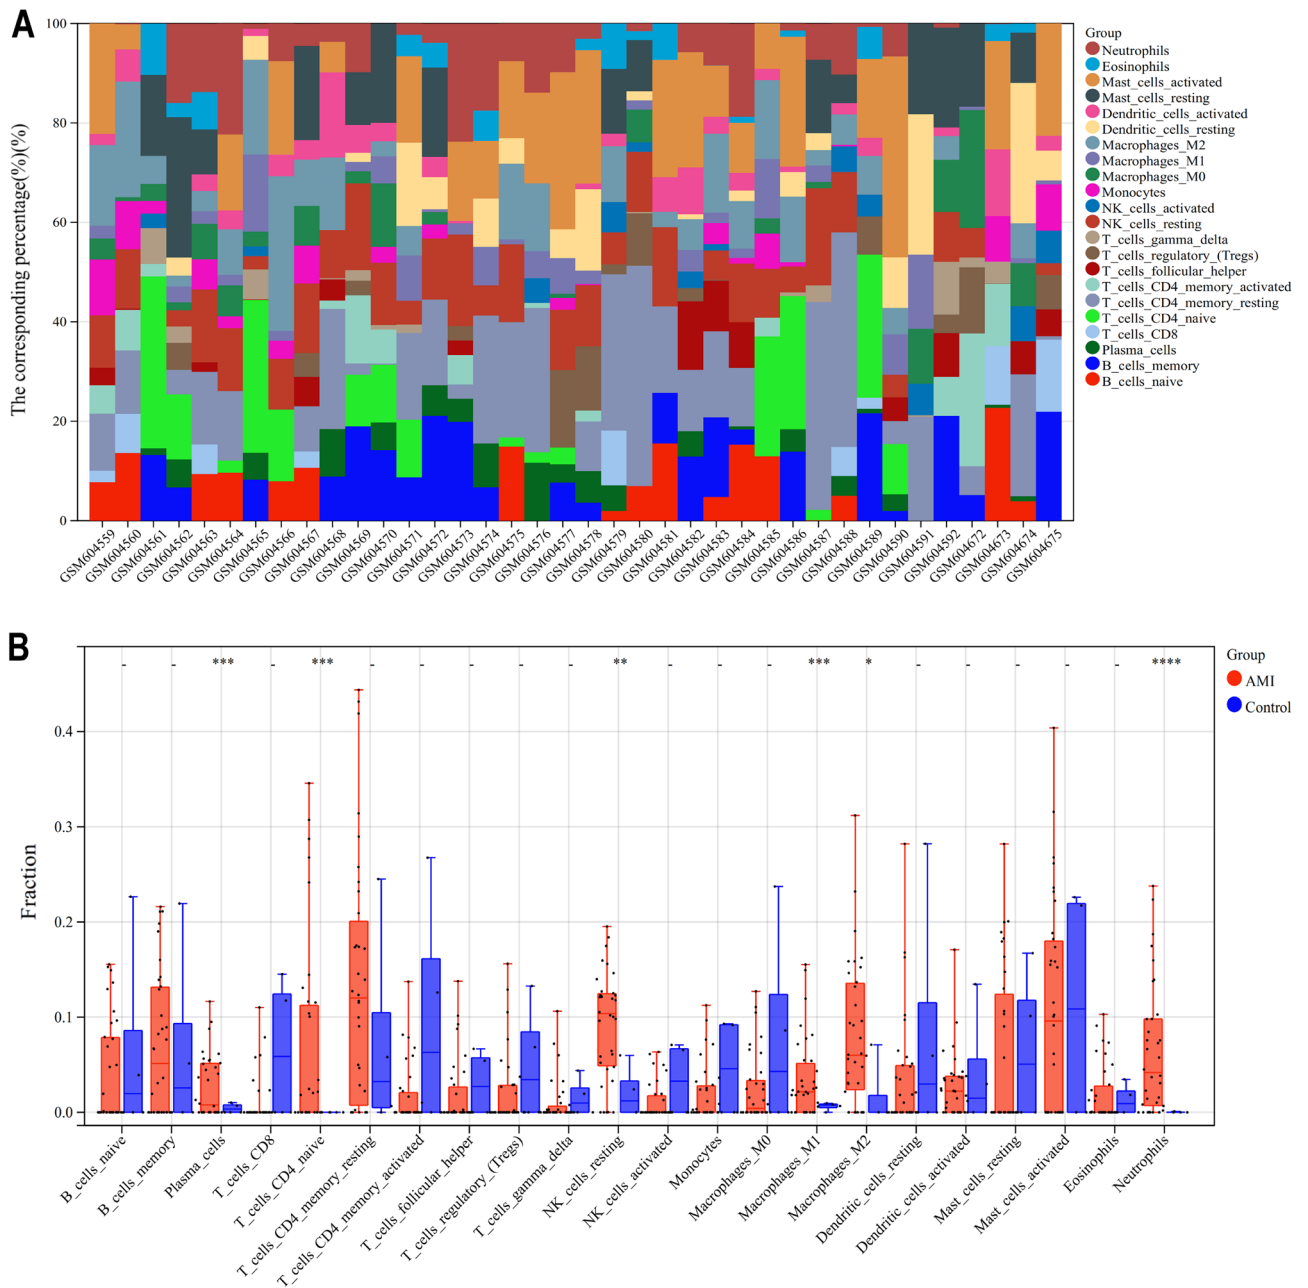 A
The corresponding percentage(%)(%)
100
80
60
40
20
0
Group
Neutrophils
Eosinophils
Mast_cells_activated
Mast_cells_resting
Dendritic_cells_activated
Dendritic_cells_resting
Macrophages_M2
Macrophages_M1
Macrophages_M0
Monocytes
NK_cells_activated
NK_cells_resting
T_cells_gamma_delta
T_cells_regulatory_(Tregs)
T_cells_follicular_helper
T_cells_CD4_memory_activated
T_cells_CD4_memory_resting
T_cells_CD4_naive
T_cells_CD8
Plasma_cells
B_cells_memory
B_cells_naive
GSM604559
GSM604560
GSM604561
GSM604562
GSM604563
GSM604564
GSM604565
GSM604566
GSM604567
GSM604568
GSM604569
GSM604570
GSM604571
GSM604572
GSM604573
GSM604574
GSM604575
GSM604576
GSM604577
GSM604578
GSM604579
GSM604580
GSM604581
GSM604582
GSM604583
GSM604584
GSM604585
GSM604586
GSM604587
GSM604588
GSM604589
GSM604590
GSM604591
GSM604592
GSM604672
GSM604673
GSM604674
GSM604675
B
- - *** - *** - - - - - ** - - - *** * - - - - - ****
Group
AMI
Control
Fraction
0.4
0.3
0.2
0.1
0.0
B_cells_naive
B_cells_memory
Plasma_cells
T_cells_CD8
T_cells_CD4_naive
T_cells_CD4_memory_resting
T_cells_CD4_memory_activated
T_cells_follicular_helper
T_cells_regulatory_(Tregs)
T_cells_gamma_delta
NK_cells_resting
NK_cells_activated
Monocytes
Macrophages_M0
Macrophages_M1
Macrophages_M2
Dendritic_cells_resting
Dendritic_cells_activated
Mast_cells_resting
Mast_cells_activated
Eosinophils
Neutrophils